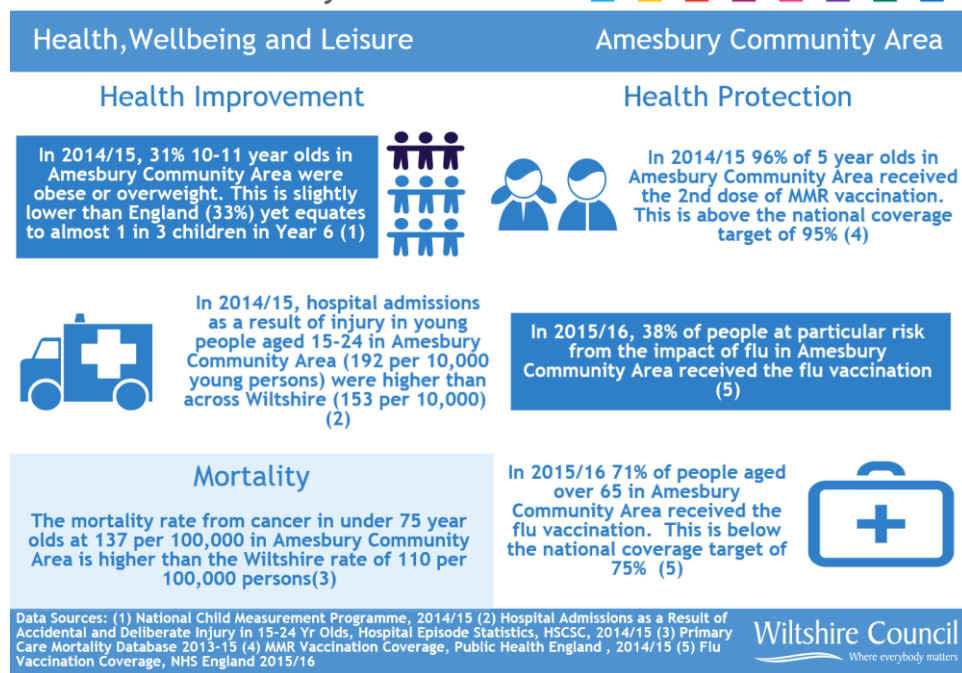 Health,Wellbeing and Leisure
Amesbury Community Area
Health Improvement
Health Protection
In 2014/15, 31% 10-11 year olds in
Amesbury Community Area were
obese or overweight. This is slightly
lower than England (33%) yet equates
to almost 1 in 3 children in Year 6 (1)
In 2014/15 96% of 5 year olds in
Amesbury Community Area received
the 2nd dose of MMR vaccination.
This is above the national coverage
target of 95% (4)
In 2014/15, hospital admissions
as a result of injury in young
people aged 15-24 in Amesbury
Community Area (192 per 10,000
young persons) were higher than
across Wiltshire (153 per 10,000)
(2)
In 2015/16, 38% of people at particular risk
from the impact of flu in Amesbury
Community Area received the flu vaccination
(5)
Mortality
The mortality rate from cancer in under 75 year
olds at 137 per 100,000 in Amesbury Community
Area is higher than the Wiltshire rate of 110 per
100,000 persons(3)
In 2015/16 71% of people aged
over 65 in Amesbury
Community Area received the
flu vaccination. This is below
the national coverage target of
75% (5)
Data Sources: (1) National Child Measurement Programme, 2014/15 (2) Hospital Admissions as a Result of
Accidental and Deliberate Injury in 15-24 Yr Olds, Hospital Episode Statistics, HSCSC, 2014/15 (3) Primary
Care Mortality Database 2013-15 (4) MMR Vaccination Coverage, Public Health England , 2014/15 (5) Flu
Vaccination Coverage, NHS England 2015/16
Wiltshire Council
Where everybody matters